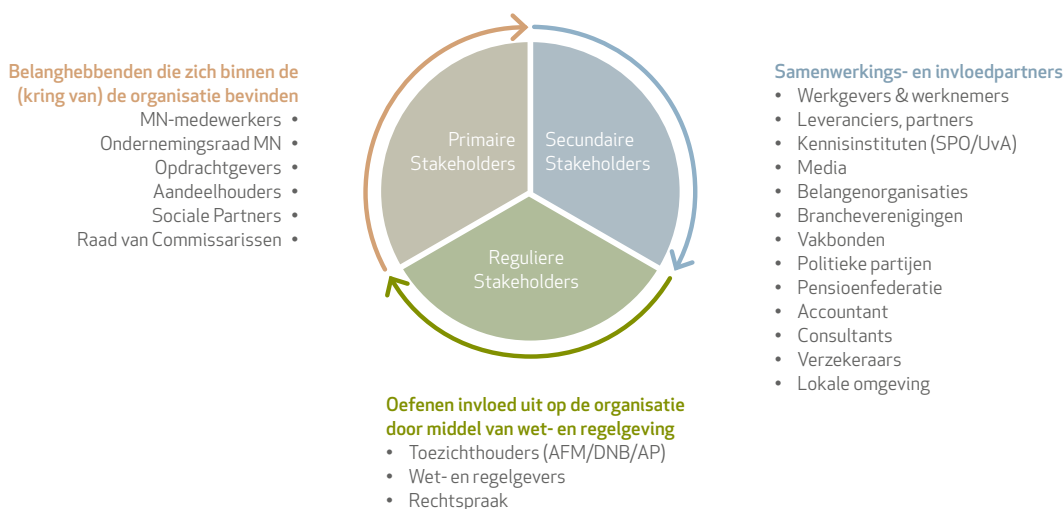 Belanghebbenden die zich binnen de
(kring van) de organisatie bevinden
MN-medewerkers •
Ondernemingsraad MN •
Opdrachtgevers •
Aandeelhouders •
Sociale Partners •
Raad van Commissarissen •
Primaire
Stakeholders
Secundaire
Stakeholders
Reguliere
Stakeholders
Samenwerkings- en invloedpartners
• Werkgevers & werknemers
• Leveranciers, partners
• Kennisinstituten (SPO/UvA)
• Media
• Belangenorganisaties
• Brancheverenigingen
• Vakbonden
• Politieke partijen
• Pensioenfederatie
• Accountant
• Consultants
• Verzekeraars
• Lokale omgeving
Oefenen invloed uit op de organisatie
door middel van wet- en regelgeving
• Toezichthouders (AFM/DNB/AP)
• Wet- en regelgevers
• Rechtspraak